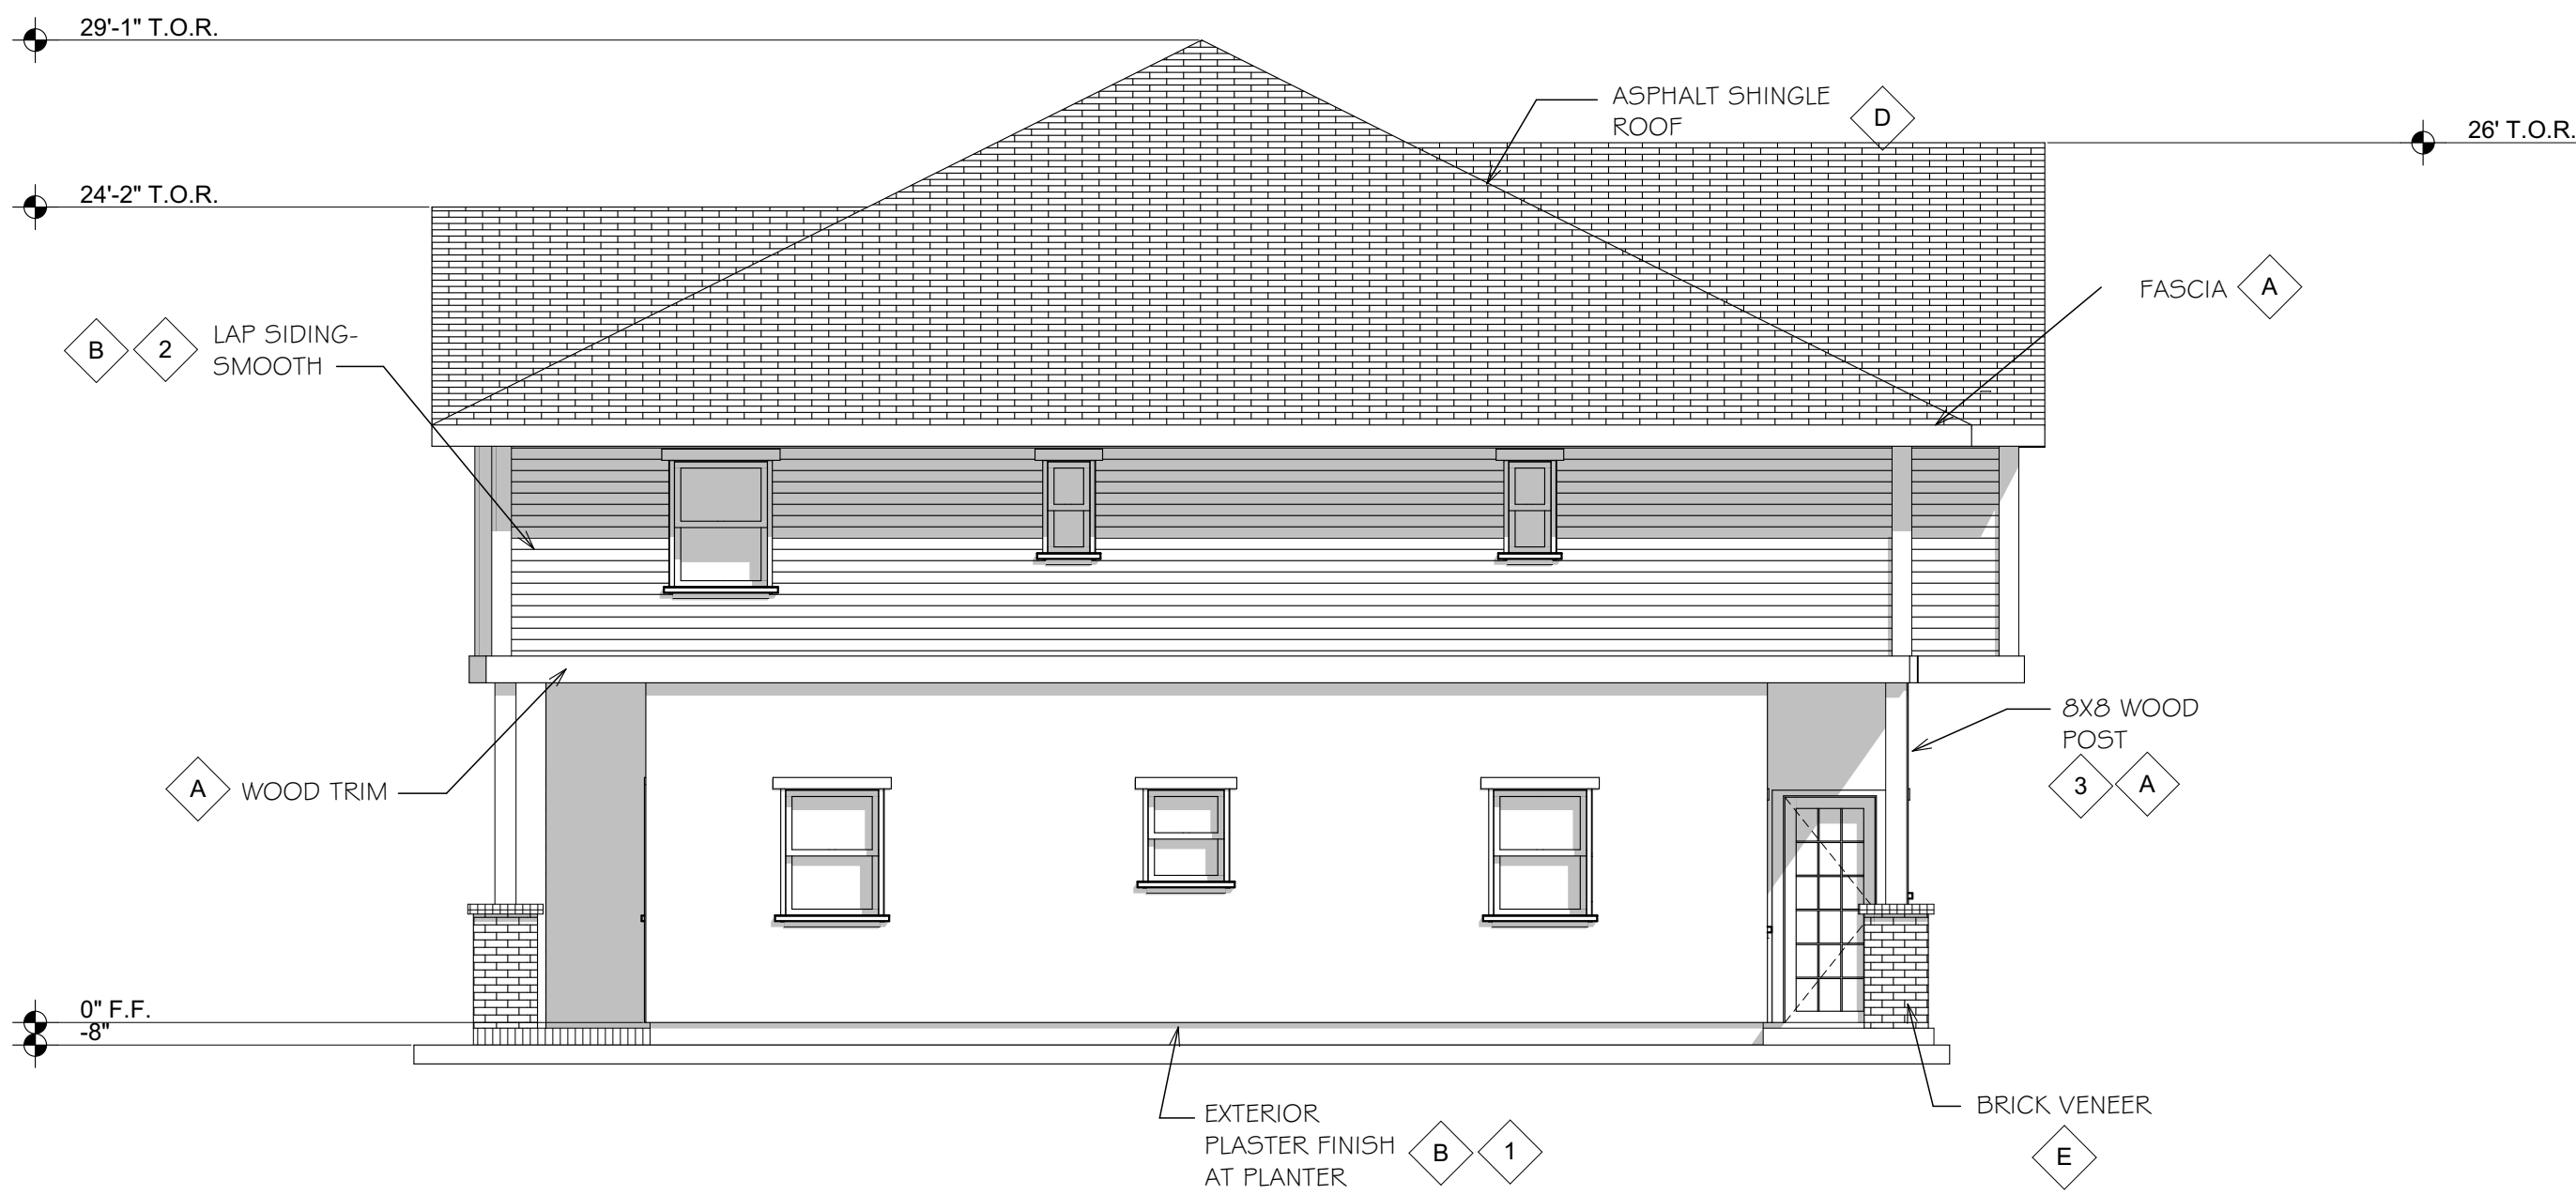 29'-1" T.O.R.
ASPHALT SHINGLE
ROOF
D
26' T.O.R.
24'-2" T.O.R.
FASCIA
A
B
2
LAP SIDING-
SMOOTH
8X8 WOOD
POST
3
A
A
WOOD TRIM
0" F.F.
-8"
EXTERIOR
PLASTER FINISH
AT PLANTER
B
1
BRICK VENEER
E